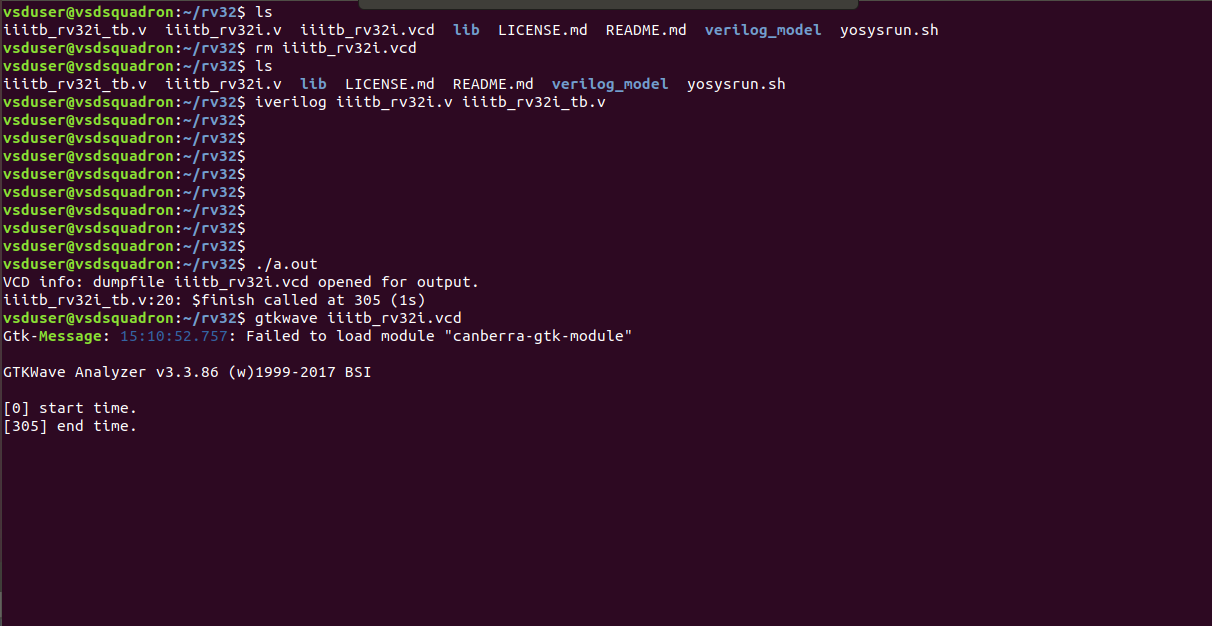 vsduser@vsdsquadron:~/rv32$ ls
iiitb_rv32i_tb.v  iiitb_rv32i.v  iiitb_rv32i.vcd  lib  LICENSE.md  README.md  verilog_model  yosysrun.sh
vsduser@vsdsquadron:~/rv32$ rm iiitb_rv32i.vcd
vsduser@vsdsquadron:~/rv32$ ls
iiitb_rv32i_tb.v  iiitb_rv32i.v  lib  LICENSE.md  README.md  verilog_model  yosysrun.sh
vsduser@vsdsquadron:~/rv32$ iverilog iiitb_rv32i.v iiitb_rv32i_tb.v
vsduser@vsdsquadron:~/rv32$
vsduser@vsdsquadron:~/rv32$
vsduser@vsdsquadron:~/rv32$
vsduser@vsdsquadron:~/rv32$
vsduser@vsdsquadron:~/rv32$
vsduser@vsdsquadron:~/rv32$
vsduser@vsdsquadron:~/rv32$
vsduser@vsdsquadron:~/rv32$
vsduser@vsdsquadron:~/rv32$ ./a.out
VCD info: dumpfile iiitb_rv32i.vcd opened for output.
iiitb_rv32i_tb.v:20: $finish called at 305 (1s)
vsduser@vsdsquadron:~/rv32$ gtkwave iiitb_rv32i.vcd
Gtk-Message: 15:10:52.757: Failed to load module "canberra-gtk-module"
GTKWave Analyzer v3.3.86 (w)1999-2017 BSI
[0] start time.
[305] end time.